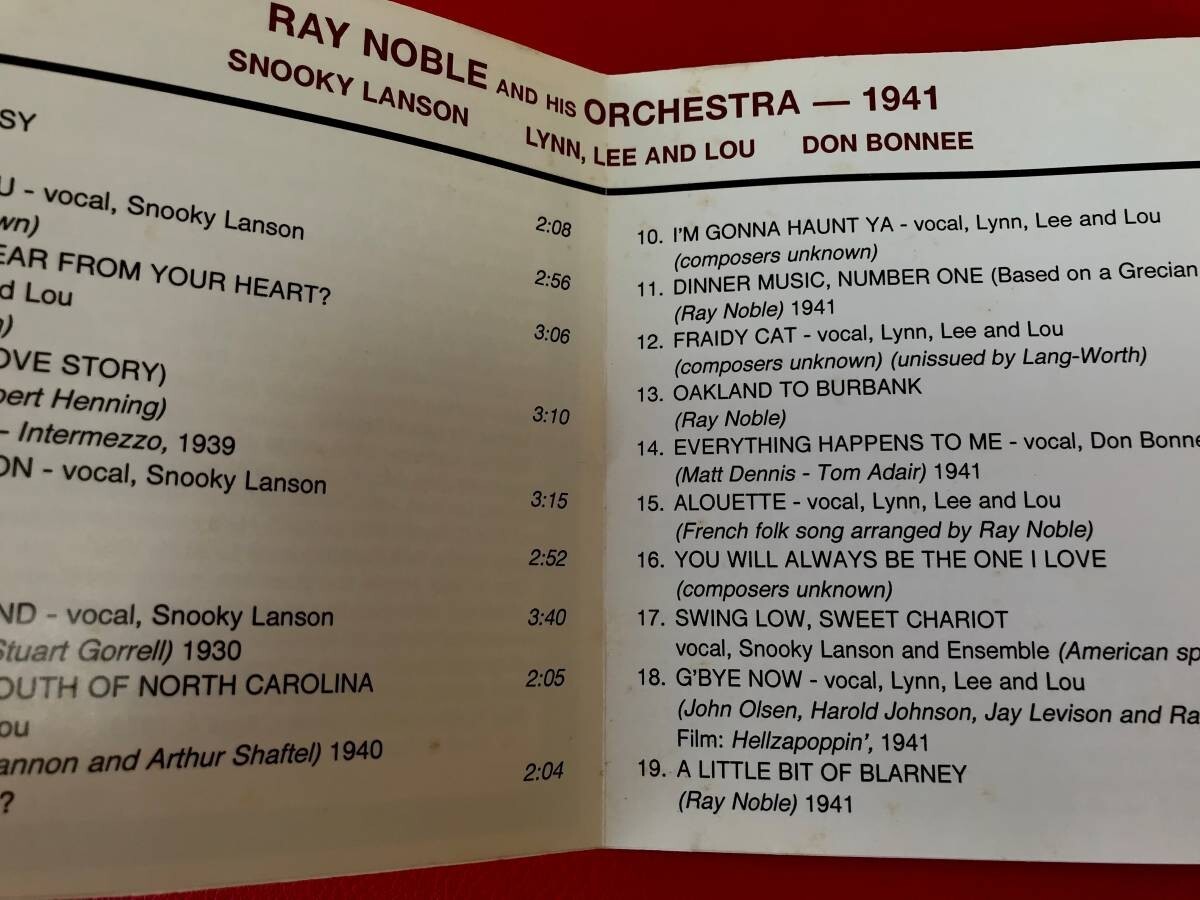 RAY NOBLE AND HIS ORCHESTRA — 1941
SNOOKY LANSON LYNN, LEE AND LOU DON BONNEE
SY
U - vocal, Snooky Lanson 2:08
wn)
EAR FROM YOUR HEART? 2:56
d Lou
)
3:06
OVE STORY)
bert Henning) 3:10
– Intermezzo, 1939
ON - vocal, Snooky Lanson 3:15
2:52
ND - vocal, Snooky Lanson 3:40
Stuart Gorrell) 1930
OUTH OF NORTH CAROLINA 2:05
ou
annon and Arthur Shaftel) 1940
? 2:04
10. I'M GONNA HAUNT YA - vocal, Lynn, Lee and Lou
(composers unknown)
11. DINNER MUSIC, NUMBER ONE (Based on a Grecian
(Ray Noble) 1941
12. FRAIDY CAT - vocal, Lynn, Lee and Lou
(composers unknown) (unissued by Lang-Worth)
13. OAKLAND TO BURBANK
(Ray Noble)
14. EVERYTHING HAPPENS TO ME - vocal, Don Bonne
(Matt Dennis - Tom Adair) 1941
15. ALOUETTE - vocal, Lynn, Lee and Lou
(French folk song arranged by Ray Noble)
16. YOU WILL ALWAYS BE THE ONE I LOVE
(composers unknown)
17. SWING LOW, SWEET CHARIOT
vocal, Snooky Lanson and Ensemble (American sp
18. G'BYE NOW - vocal, Lynn, Lee and Lou
(John Olsen, Harold Johnson, Jay Levison and Ra
Film: Hellzapoppin', 1941
19. A LITTLE BIT OF BLARNEY
(Ray Noble) 1941